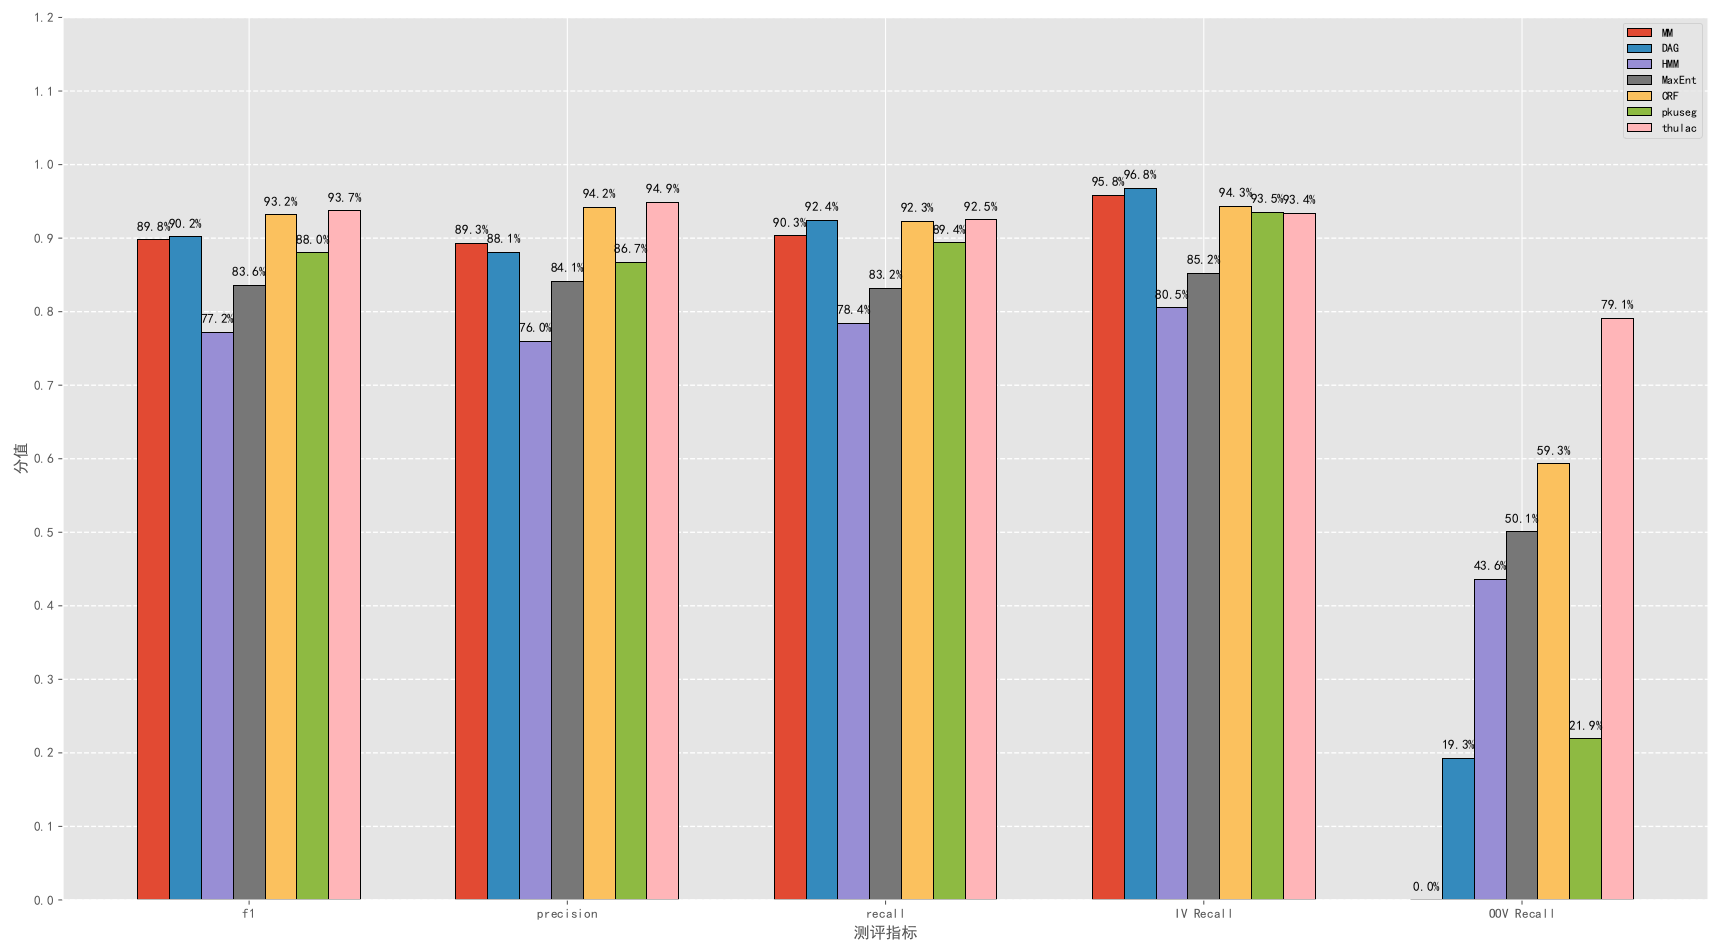 1.2
1.1
1.0
0.9
0.8
0.7
0.6
0.5
0.4
0.3
0.2
0.1
0.0
分值
MM
DAG
HMM
MaxEnt
CRF
pkuseg
thulac
89.8% 90.2% 77.2% 83.6% 93.2% 88.0% 93.7%
89.3% 88.1% 76.0% 84.1% 94.2% 86.7% 94.9%
90.3% 92.4% 78.4% 83.2% 92.3% 89.4% 92.5%
95.8% 96.8% 80.5% 85.2% 94.3% 93.5% 93.4%
0.0% 19.3% 43.6% 50.1% 59.3% 21.9% 79.1%
f1 precision recall IV Recall OOV Recall
测评指标